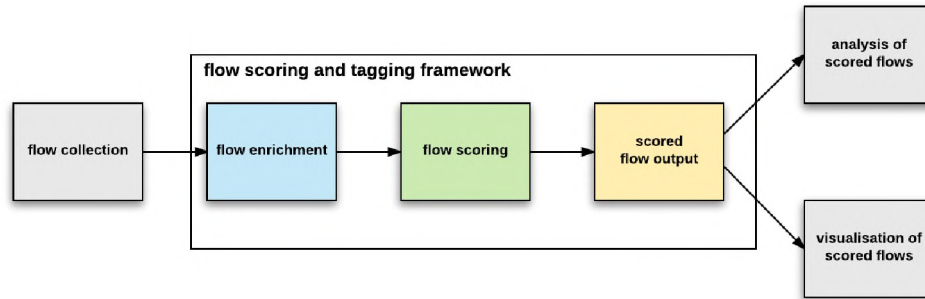 flow scoring and tagging framework
flow collection
flow enrichment
flow scoring
scored
flow output
analysis of
scored flows
visualisation of
scored flows